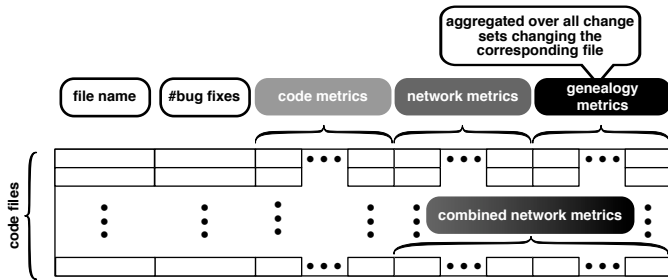 aggregated over all change
sets changing the
corresponding file
file name
#bug fixes
code metrics
network metrics
genealogy
metrics
code files
combined network metrics